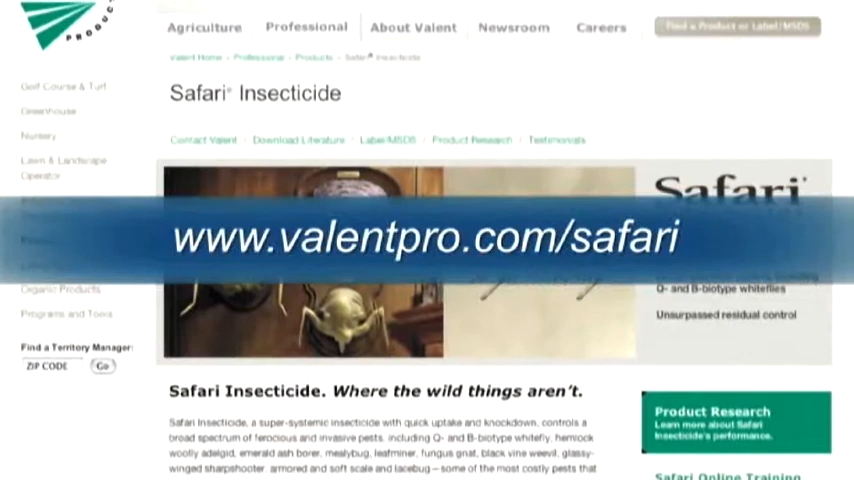 PRODUCTS
Agriculture
Professional
About Valent
Newsroom
Careers
Find a Product or Label/MSDS
Valent Home
Professional
Products
Safari® Insecticide
Golf Course & Turf
Greenhouse
Nursery
Lawn & Landscape
Operator
Organic Products
Programs and Tools
Find a Territory Manager:
ZIP CODE
Go
Safari® Insecticide
Contact Valent / Download Literature / Label/MSDS / Product Research / Testimonials
Safari®
www.valentpro.com/safari
Q- and B-biotype whiteflies
Unsurpassed residual control
Safari Insecticide. Where the wild things aren't.
Safari Insecticide, a super-systemic insecticide with quick uptake and knockdown, controls a
broad spectrum of ferocious and invasive pests, including Q- and B-biotype whitefly, hemlock
woolly adelgid, emerald ash borer, mealybug, leafminer, fungus gnat, black vine weevil, glassy-
winged sharpshooter, armored and soft scale and lacebug – some of the most costly pests that
Product Research
Learn more about Safari
Insecticide's performance.
Safari Online Training